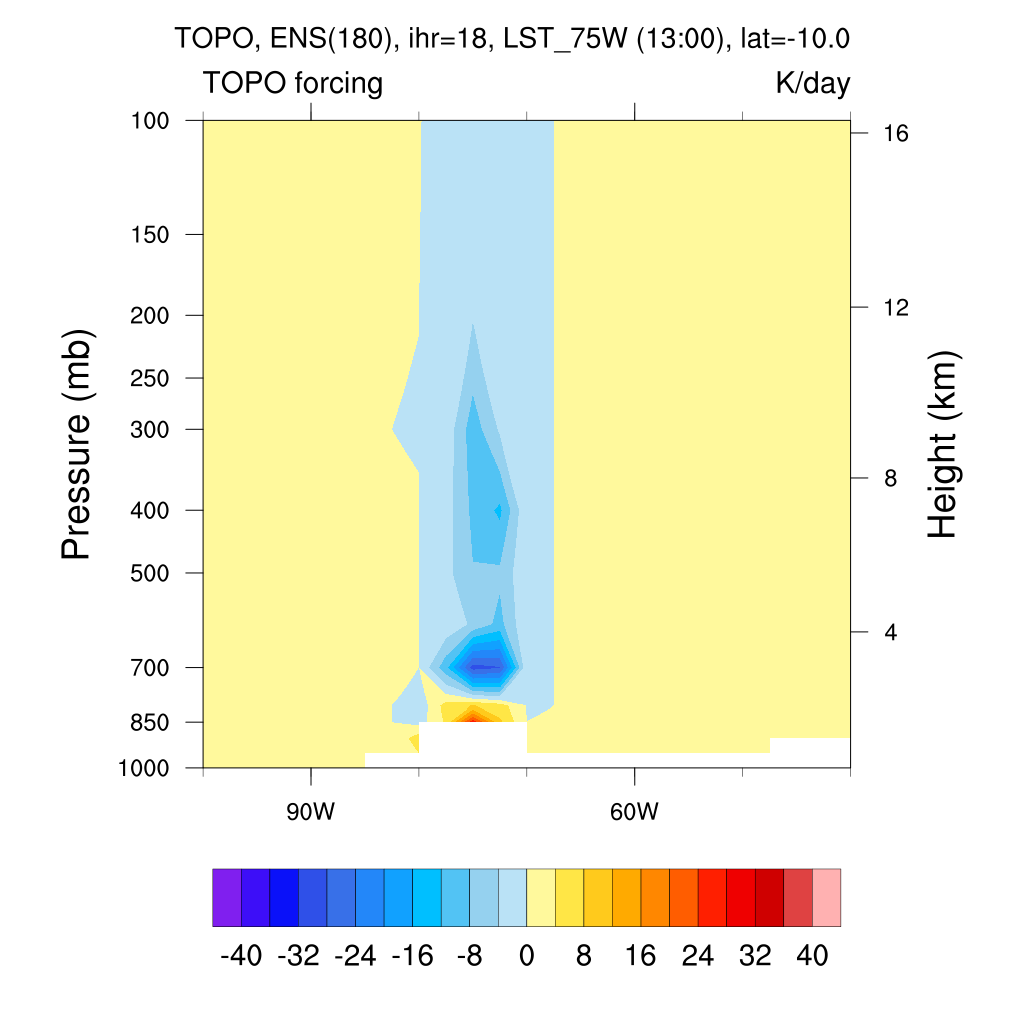 TOPO, ENS(180), ihr=18, LST_75W (13:00), lat=-10.0
TOPO forcing K/day
100
150
200
250
300
400
500
700
850
1000
Pressure (mb)
16
12
8
4
Height (km)
90W 60W
-40 -32 -24 -16 -8 0 8 16 24 32 40